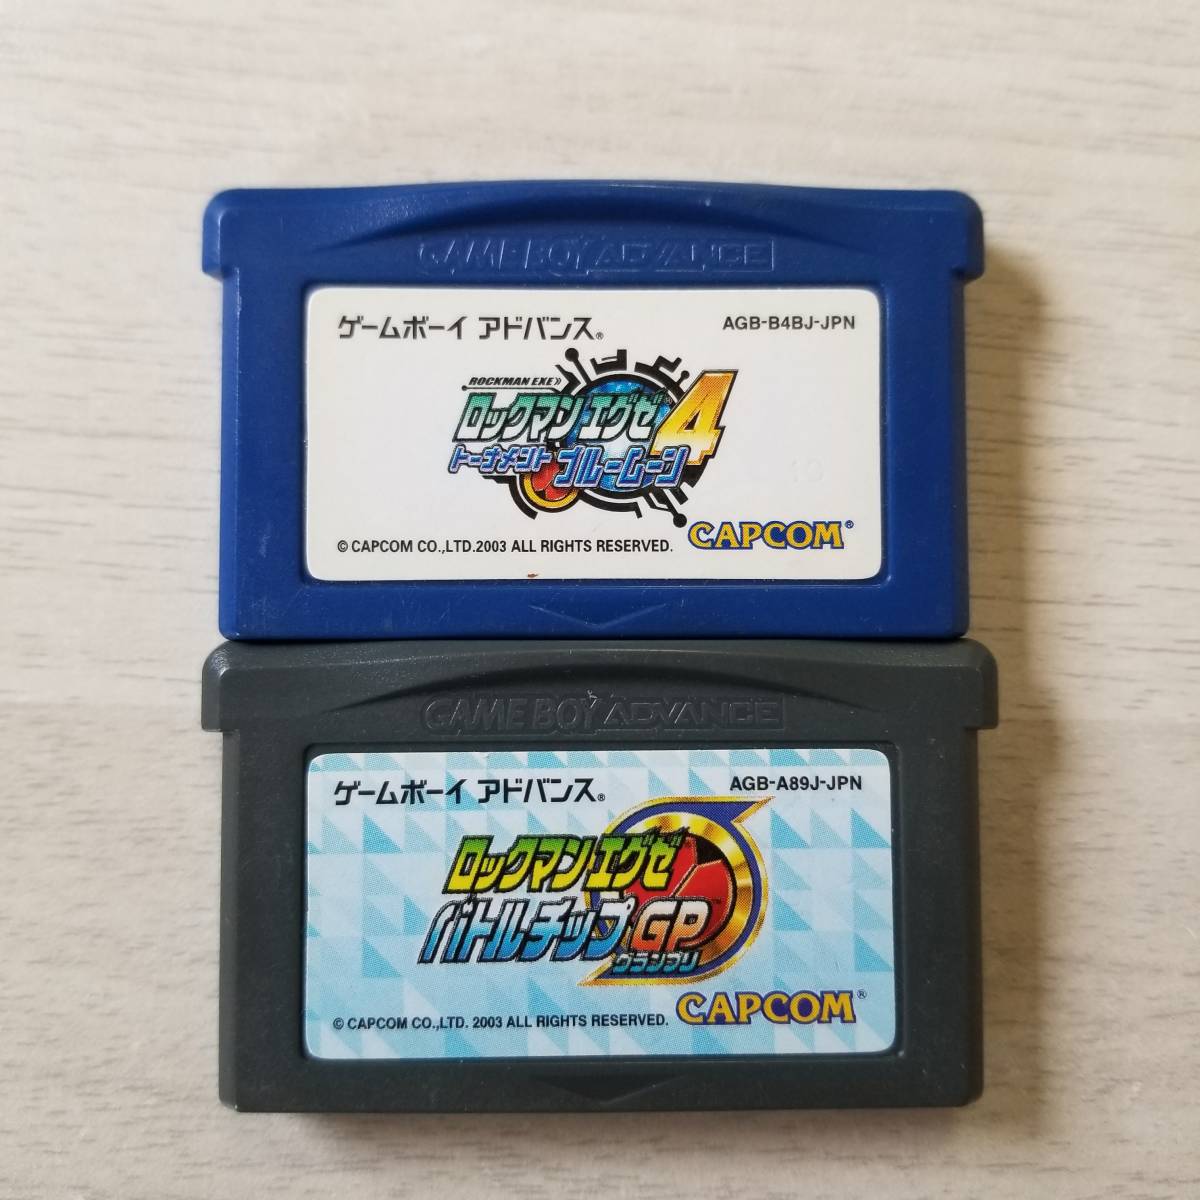 GAME BOY ADVANCE
ゲームボーイ アドバンス®
AGB-B4BJ-JPN
ROCKMAN EXE»
ロックマン エグゼ 4
トーナメント ブルームーン
CAPCOM®
© CAPCOM CO.,LTD.2003 ALL RIGHTS RESERVED.
GAME BOY ADVANCE
ゲームボーイ アドバンス®
AGB-A89J-JPN
ロックマン エグゼ
バトルチップGP™
グランプリ
CAPCOM®
© CAPCOM CO.,LTD. 2003 ALL RIGHTS RESERVED.